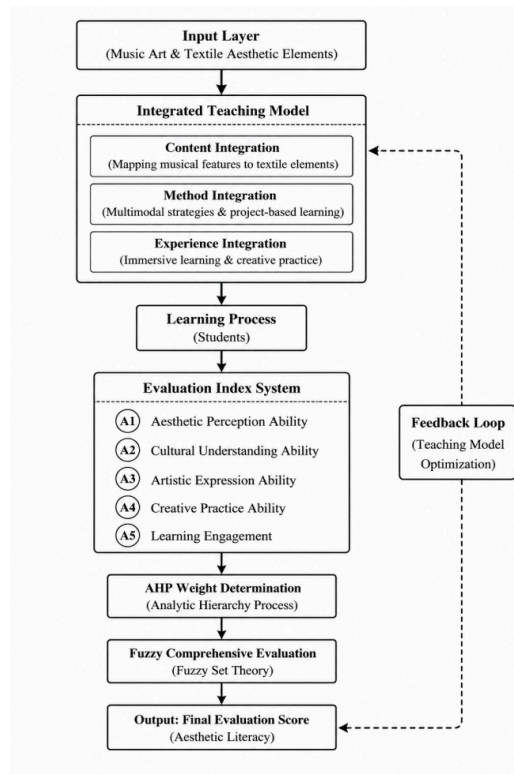 Input Layer
(Music Art & Textile Aesthetic Elements)
Integrated Teaching Model
Content Integration
(Mapping musical features to textile elements)
Method Integration
(Multimodal strategies & project-based learning)
Experience Integration
(Immersive learning & creative practice)
Learning Process
(Students)
Evaluation Index System
A1 Aesthetic Perception Ability
A2 Cultural Understanding Ability
A3 Artistic Expression Ability
A4 Creative Practice Ability
A5 Learning Engagement
AHP Weight Determination
(Analytic Hierarchy Process)
Fuzzy Comprehensive Evaluation
(Fuzzy Set Theory)
Output: Final Evaluation Score
(Aesthetic Literacy)
Feedback Loop
(Teaching Model
Optimization)